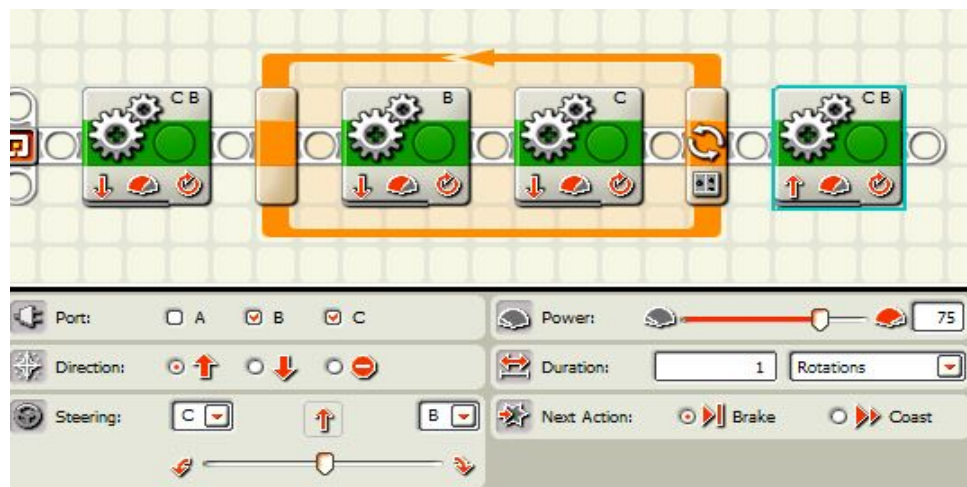 C B
B
C
C B
Port: A B C
Power: 75
Direction:
Duration: 1 Rotations
Steering: C B
Next Action: Brake Coast